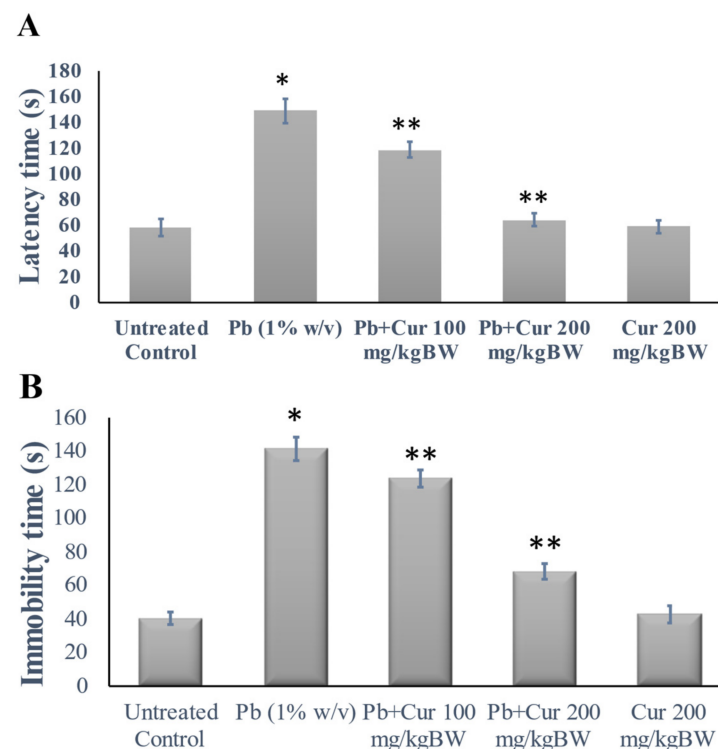 A
Latency time (s)
180
160
140
120
100
80
60
40
20
0
*
**
**
Untreated Control
Pb (1% w/v)
Pb+Cur 100 mg/kgBW
Pb+Cur 200 mg/kgBW
Cur 200 mg/kgBW
B
Immobility time (s)
160
140
120
100
80
60
40
20
0
*
**
**
Untreated Control
Pb (1% w/v)
Pb+Cur 100 mg/kgBW
Pb+Cur 200 mg/kgBW
Cur 200 mg/kgBW